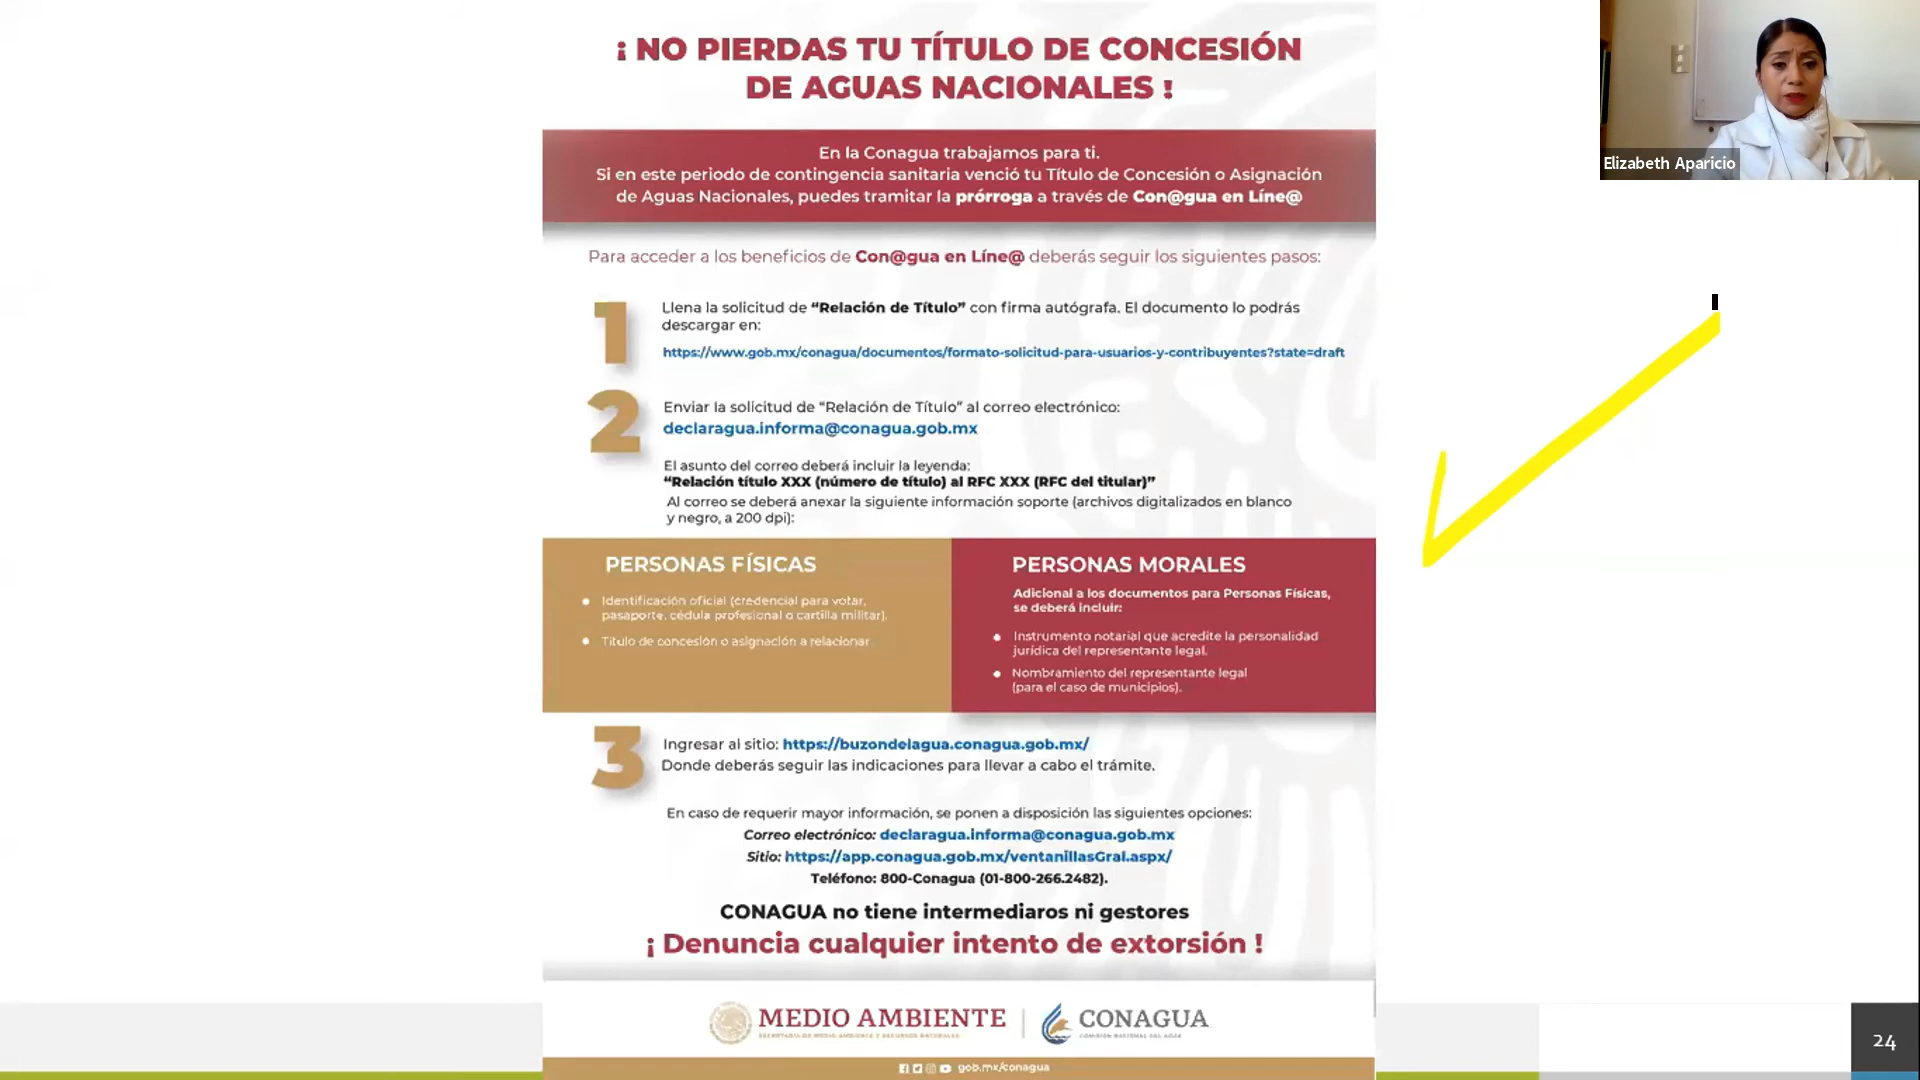 ¡ NO PIERDAS TU TÍTULO DE CONCESIÓN
DE AGUAS NACIONALES !
En la Conagua trabajamos para ti.
Si en este periodo de contingencia sanitaria venció tu Título de Concesión o Asignación
de Aguas Nacionales, puedes tramitar la prórroga a través de Con@gua en Líne@
Para acceder a los beneficios de Con@gua en Líne@ deberás seguir los siguientes pasos:
1
Llena la solicitud de “Relación de Título” con firma autógrafa. El documento lo podrás
descargar en:
https://www.gob.mx/conagua/documentos/formato-solicitud-para-usuarios-y-contribuyentes?state=draft
2
Enviar la solicitud de “Relación de Título” al correo electrónico:
declaragua.informa@conagua.gob.mx
El asunto del correo deberá incluir la leyenda:
“Relación título XXX (número de título) al RFC XXX (RFC del titular)”
Al correo se deberá anexar la siguiente información soporte (archivos digitalizados en blanco
y negro, a 200 dpi):
PERSONAS FÍSICAS
• Identificación oficial (credencial para votar,
pasaporte, cédula profesional o cartilla militar).
• Título de concesión o asignación a relacionar
PERSONAS MORALES
Adicional a los documentos para Personas Físicas,
se deberá incluir:
• Instrumento notarial que acredite la personalidad
jurídica del representante legal.
• Nombramiento del representante legal
(para el caso de municipios).
3
Ingresar al sitio: https://buzondelagua.conagua.gob.mx/
Donde deberás seguir las indicaciones para llevar a cabo el trámite.
En caso de requerir mayor información, se ponen a disposición las siguientes opciones:
Correo electrónico: declaragua.informa@conagua.gob.mx
Sitio: https://app.conagua.gob.mx/ventanillasGral.aspx/
Teléfono: 800-Conagua (01-800-266.2482).
CONAGUA no tiene intermediaros ni gestores
¡ Denuncia cualquier intento de extorsión !
MEDIO AMBIENTE
SECRETARÍA DE MEDIO AMBIENTE Y RECURSOS NATURALES
CONAGUA
COMISIÓN NACIONAL DEL AGUA
gob.mx/conagua
Elizabeth Aparicio
24